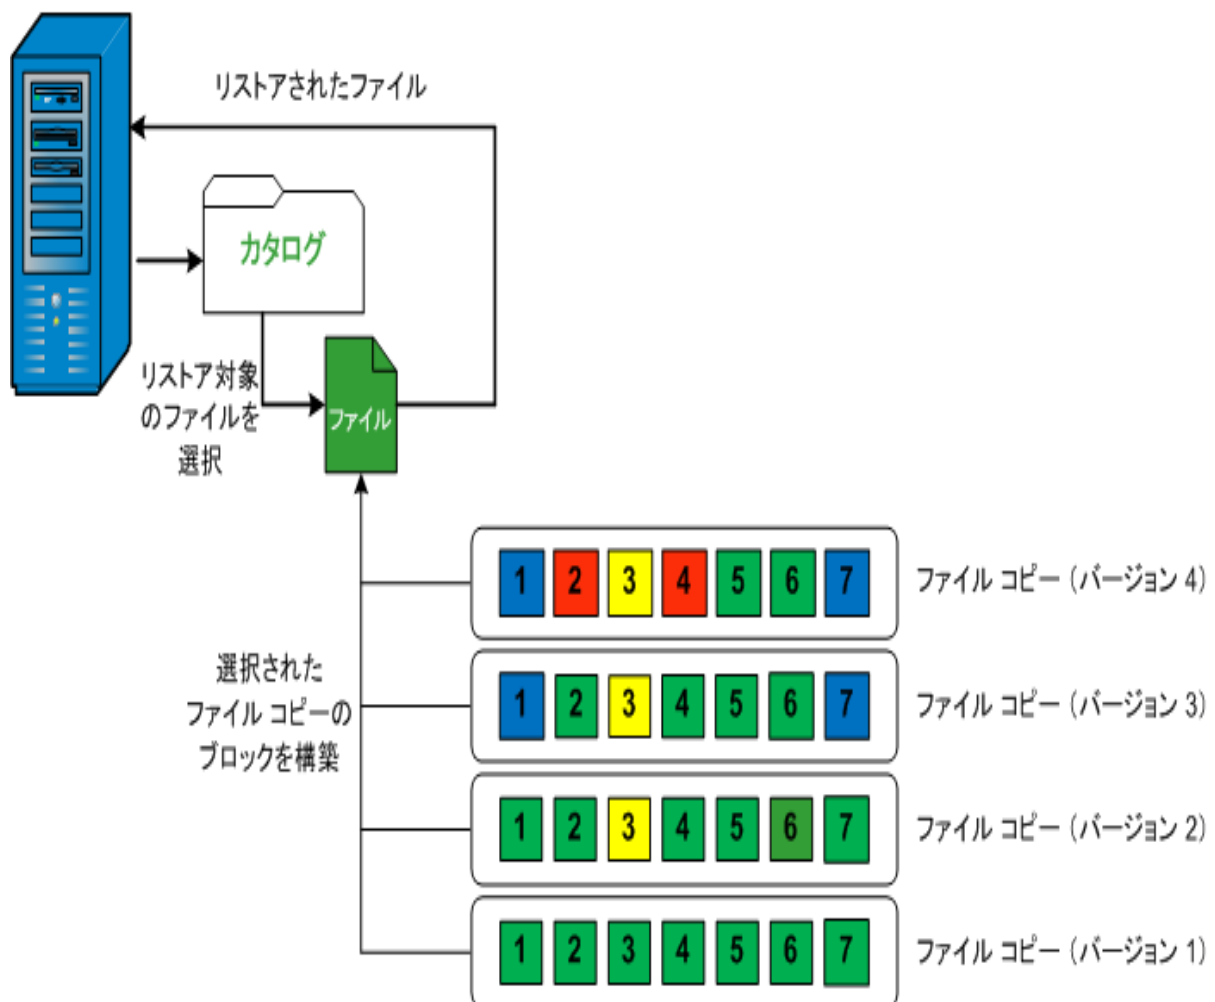 リストアされたファイル
カタログ
リストア対象
のファイルを
選択
ファイル
1 2 3 4 5 6 7 ファイル コピー (バージョン 4)
選択された
ファイル コピーの
ブロックを構築
1 2 3 4 5 6 7 ファイル コピー (バージョン 3)
1 2 3 4 5 6 7 ファイル コピー (バージョン 2)
1 2 3 4 5 6 7 ファイル コピー (バージョン 1)